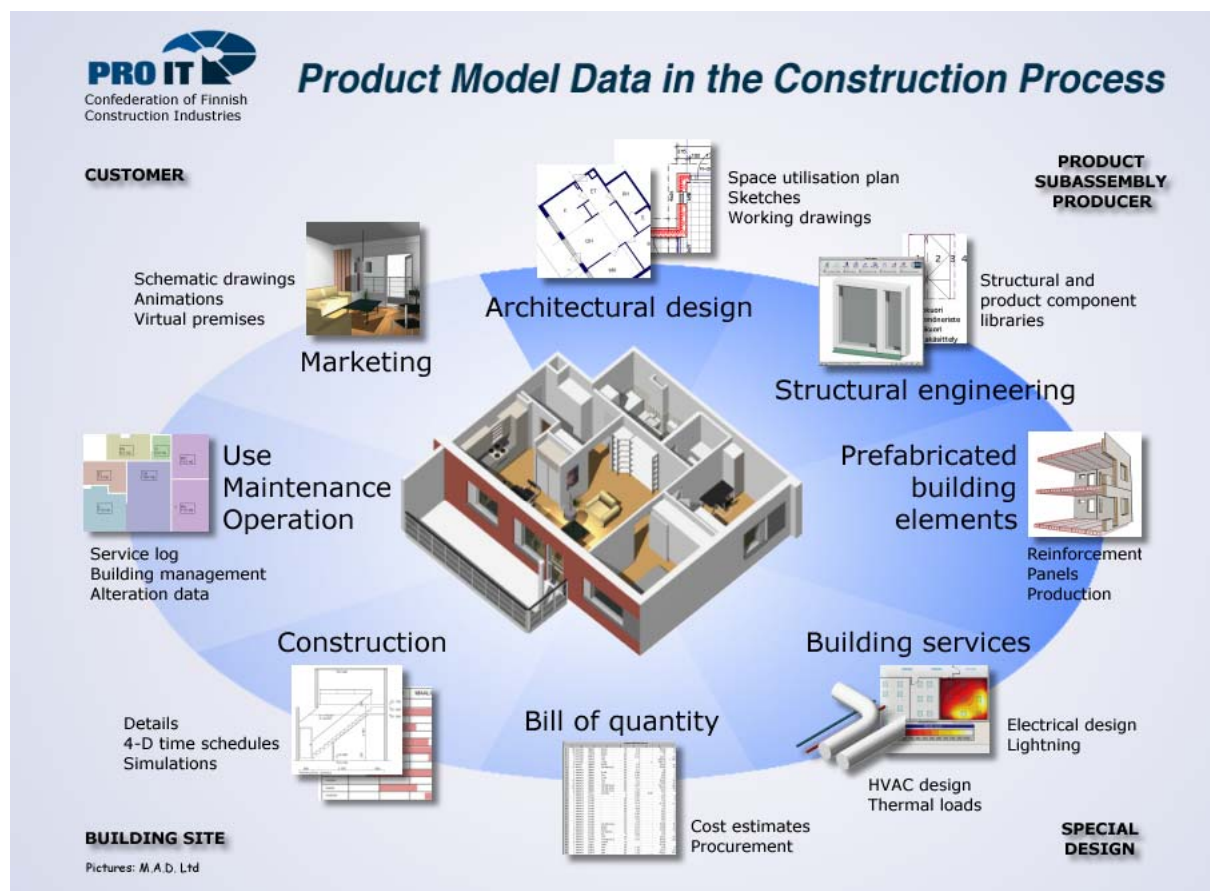 PRO IT
Confederation of Finnish
Construction Industries
Product Model Data in the Construction Process
CUSTOMER
PRODUCT
SUBASSEMBLY
PRODUCER
Space utilisation plan
Sketches
Working drawings
Architectural design
Schematic drawings
Animations
Virtual premises
Marketing
Structural and
product component
libraries
Structural engineering
Use
Maintenance
Operation
Service log
Building management
Alteration data
Prefabricated
building
elements
Reinforcement
Panels
Production
Construction
Details
4-D time schedules
Simulations
Bill of quantity
Cost estimates
Procurement
Building services
Electrical design
Lightning
HVAC design
Thermal loads
BUILDING SITE
SPECIAL
DESIGN
Pictures: M.A.D. Ltd